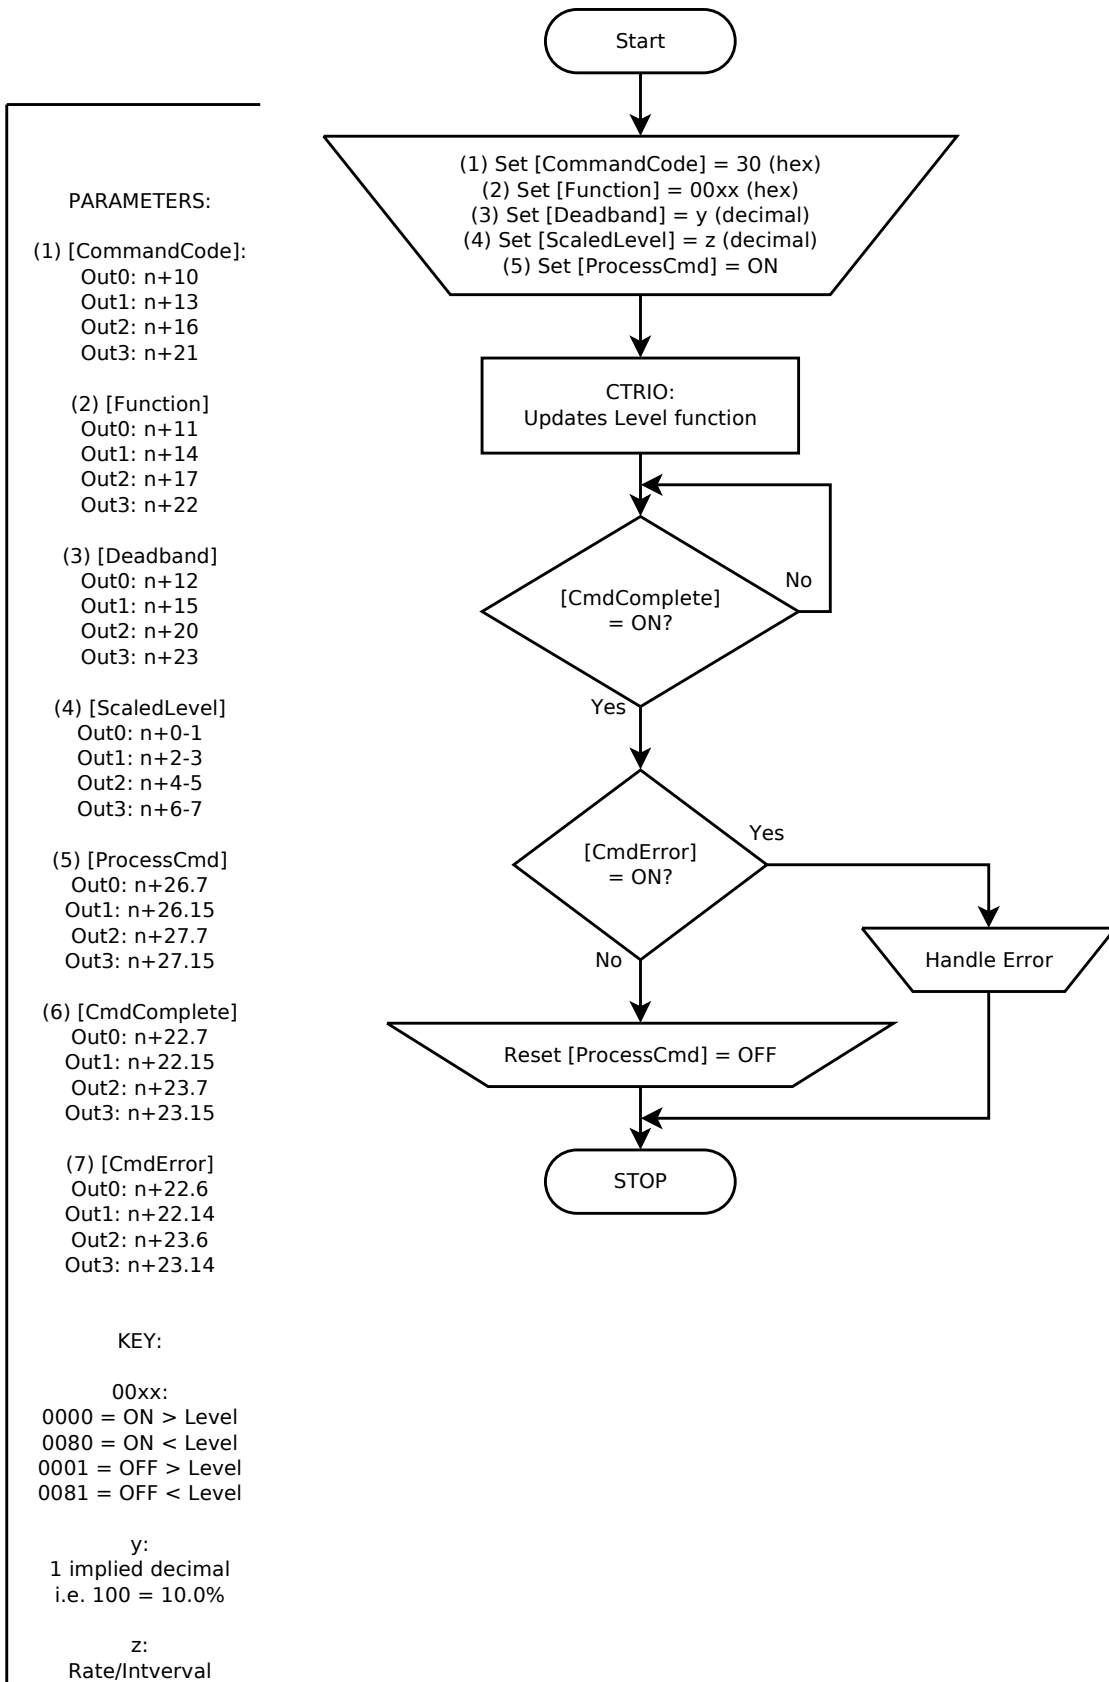 Start
(1) Set [CommandCode] = 30 (hex)
(2) Set [Function] = 00xx (hex)
(3) Set [Deadband] = y (decimal)
(4) Set [ScaledLevel] = z (decimal)
(5) Set [ProcessCmd] = ON
CTRIO:
Updates Level function
[CmdComplete]
= ON?
No
Yes
[CmdError]
= ON?
Yes
No
Handle Error
Reset [ProcessCmd] = OFF
STOP
PARAMETERS:
(1) [CommandCode]:
Out0: n+10
Out1: n+13
Out2: n+16
Out3: n+21
(2) [Function]
Out0: n+11
Out1: n+14
Out2: n+17
Out3: n+22
(3) [Deadband]
Out0: n+12
Out1: n+15
Out2: n+20
Out3: n+23
(4) [ScaledLevel]
Out0: n+0-1
Out1: n+2-3
Out2: n+4-5
Out3: n+6-7
(5) [ProcessCmd]
Out0: n+26.7
Out1: n+26.15
Out2: n+27.7
Out3: n+27.15
(6) [CmdComplete]
Out0: n+22.7
Out1: n+22.15
Out2: n+23.7
Out3: n+23.15
(7) [CmdError]
Out0: n+22.6
Out1: n+22.14
Out2: n+23.6
Out3: n+23.14
KEY:
00xx:
0000 = ON > Level
0080 = ON < Level
0001 = OFF > Level
0081 = OFF < Level
y:
1 implied decimal
i.e. 100 = 10.0%
z:
Rate/Intverval